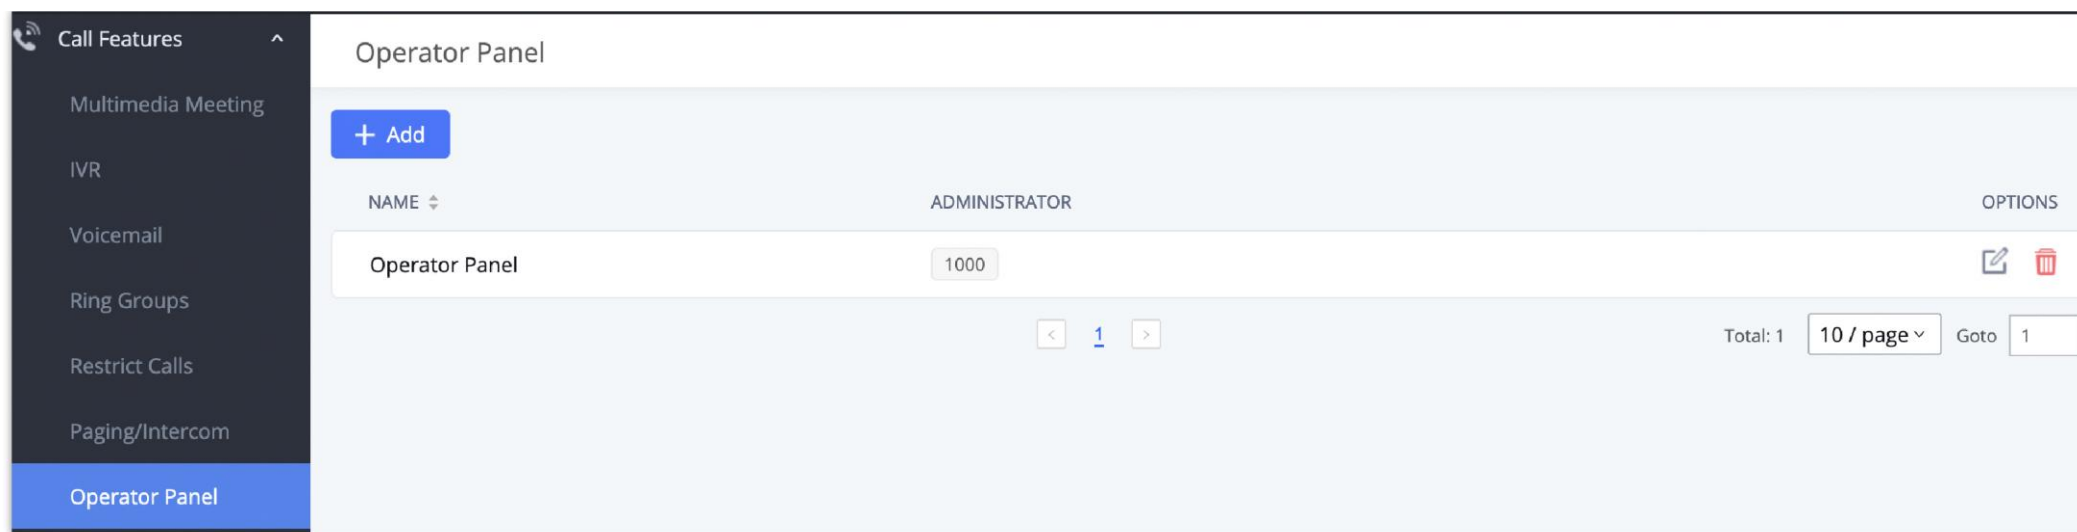 Call Features
Multimedia Meeting
IVR
Voicemail
Ring Groups
Restrict Calls
Paging/Intercom
Operator Panel
Operator Panel
+ Add
NAME ADMINISTRATOR OPTIONS
Operator Panel 1000
< 1 > Total: 1 10 / page Goto 1